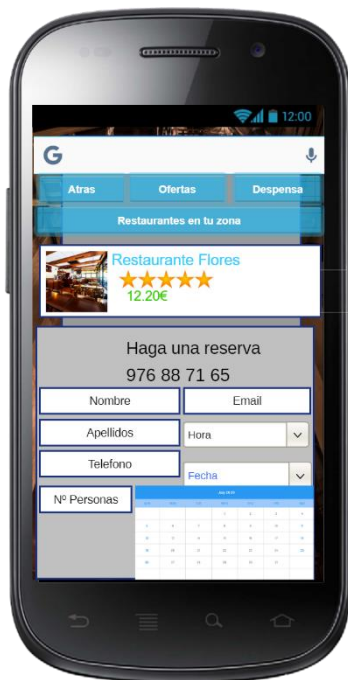 12:00
G
Atras Ofertas Despensa
Restaurantes en tu zona
Restaurante Flores
12.20€
Haga una reserva
976 88 71 65
Nombre Email
Apellidos Hora
Telefono Fecha
Nº Personas